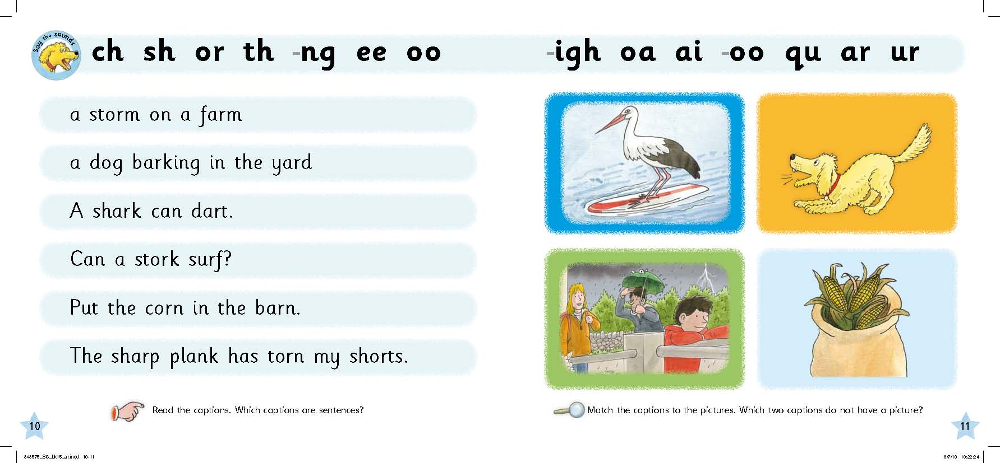 Say the sounds
ch sh or th -ng ee oo
-igh oa ai -oo qu ar ur
a storm on a farm
a dog barking in the yard
A shark can dart.
Can a stork surf?
Put the corn in the barn.
The sharp plank has torn my shorts.
Read the captions. Which captions are sentences?
10
Match the captions to the pictures. Which two captions do not have a picture?
11
848575_St3_bk15_ar.indd 10-11
8/7/10 10:22:24